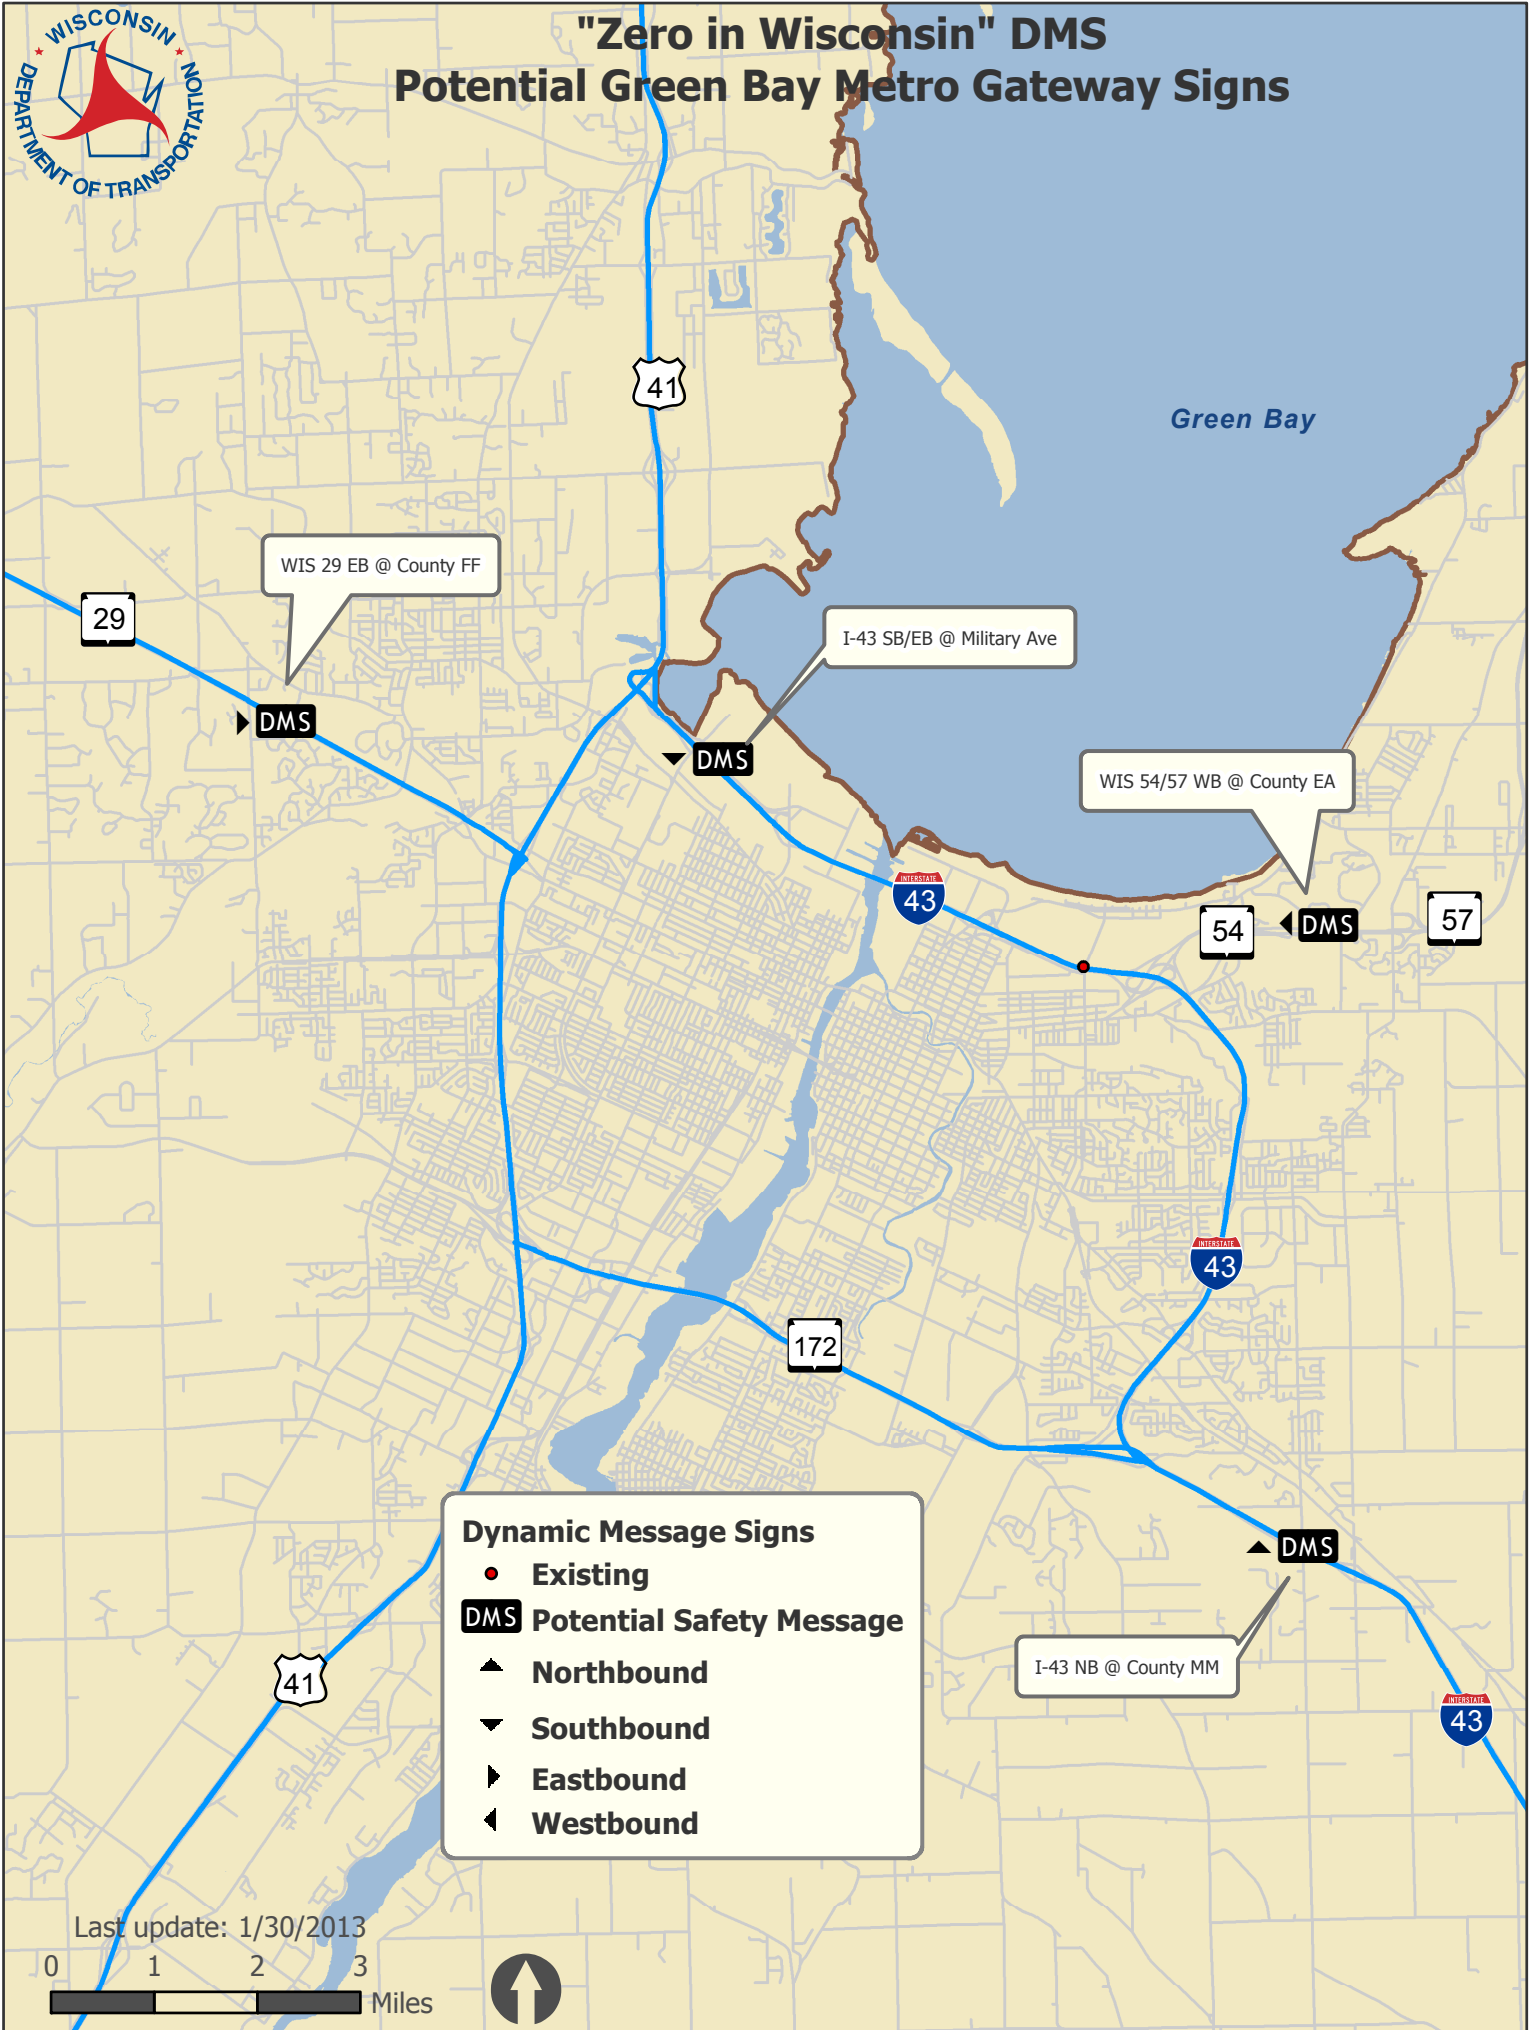 WISCONSIN
DEPARTMENT OF TRANSPORTATION
"Zero in Wisconsin" DMS
Potential Green Bay Metro Gateway Signs
41
Green Bay
WIS 29 EB @ County FF
29
I-43 SB/EB @ Military Ave
DMS
DMS
WIS 54/57 WB @ County EA
INTERSTATE
43
54
DMS
57
INTERSTATE
43
172
Dynamic Message Signs
Existing
DMS Potential Safety Message
Northbound
Southbound
Eastbound
Westbound
DMS
I-43 NB @ County MM
41
INTERSTATE
43
Last update: 1/30/2013
0 1 2 3
Miles